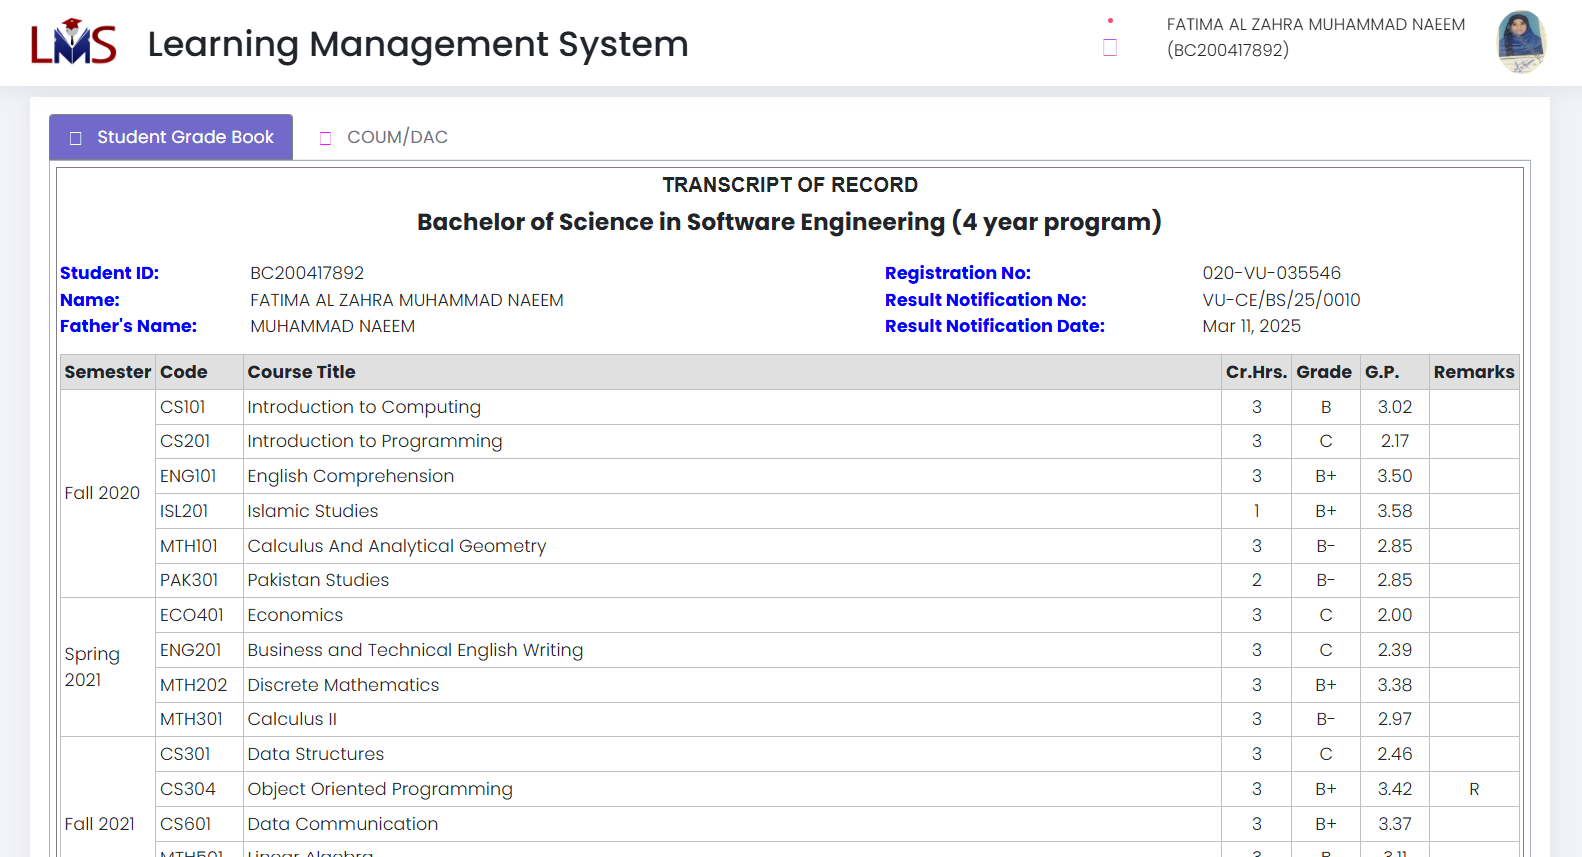 LMS Learning Management System
FATIMA AL ZAHRA MUHAMMAD NAEEM
(BC200417892)
Student Grade Book COUM/DAC
TRANSCRIPT OF RECORD
Bachelor of Science in Software Engineering (4 year program)
Student ID: BC200417892 Registration No: 020-VU-035546
Name: FATIMA AL ZAHRA MUHAMMAD NAEEM Result Notification No: VU-CE/BS/25/0010
Father's Name: MUHAMMAD NAEEM Result Notification Date: Mar 11, 2025
Semester Code Course Title Cr.Hrs. Grade G.P. Remarks
Fall 2020
CS101 Introduction to Computing 3 B 3.02
CS201 Introduction to Programming 3 C 2.17
ENG101 English Comprehension 3 B+ 3.50
ISL201 Islamic Studies 1 B+ 3.58
MTH101 Calculus And Analytical Geometry 3 B- 2.85
PAK301 Pakistan Studies 2 B- 2.85
Spring 2021
ECO401 Economics 3 C 2.00
ENG201 Business and Technical English Writing 3 C 2.39
MTH202 Discrete Mathematics 3 B+ 3.38
MTH301 Calculus II 3 B- 2.97
Fall 2021
CS301 Data Structures 3 C 2.46
CS304 Object Oriented Programming 3 B+ 3.42 R
CS601 Data Communication 3 B+ 3.37
MTH501 Linear Algebra 3 B 3.11